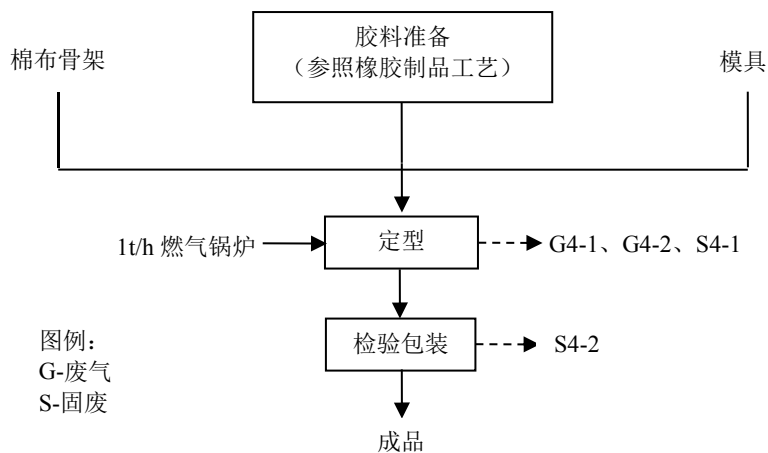 胶料准备
（参照橡胶制品工艺）
棉布骨架
模具
1t/h 燃气锅炉
定型
G4-1、G4-2、S4-1
检验包装
S4-2
图例：
G-废气
S-固废
成品